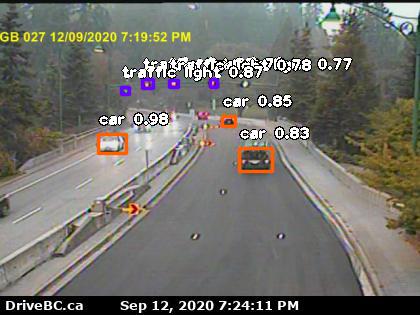 GB 027 12/09/2020 7:19:52 PM
0.78 0.77
traffic light 0.87
car 0.85
car 0.98
car 0.83
DriveBC.ca Sep 12, 2020 7:24:11 PM